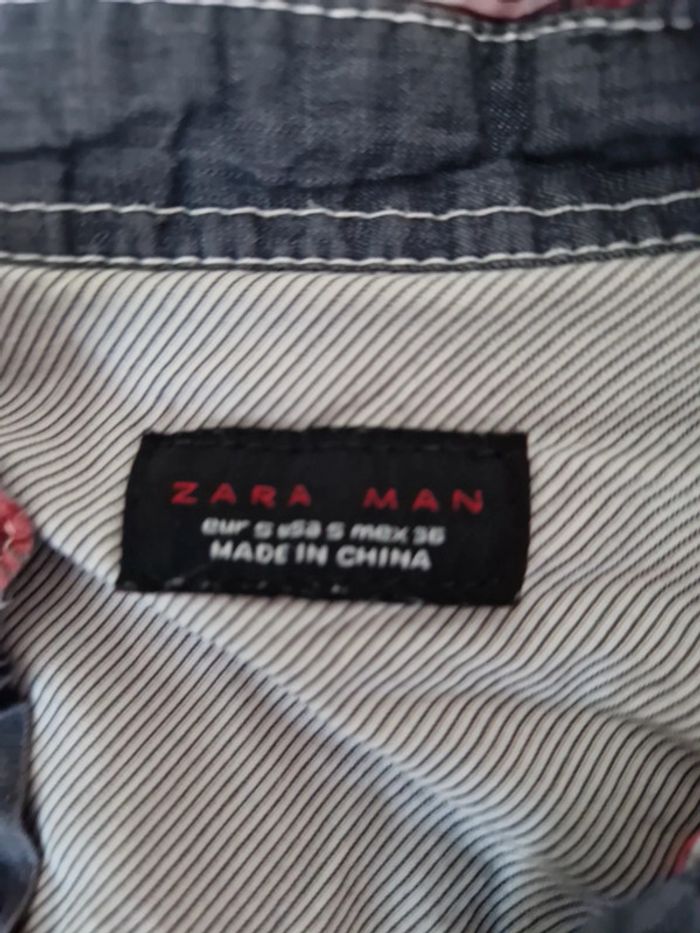 ZARA MAN
eur S usa S mex 36
MADE IN CHINA